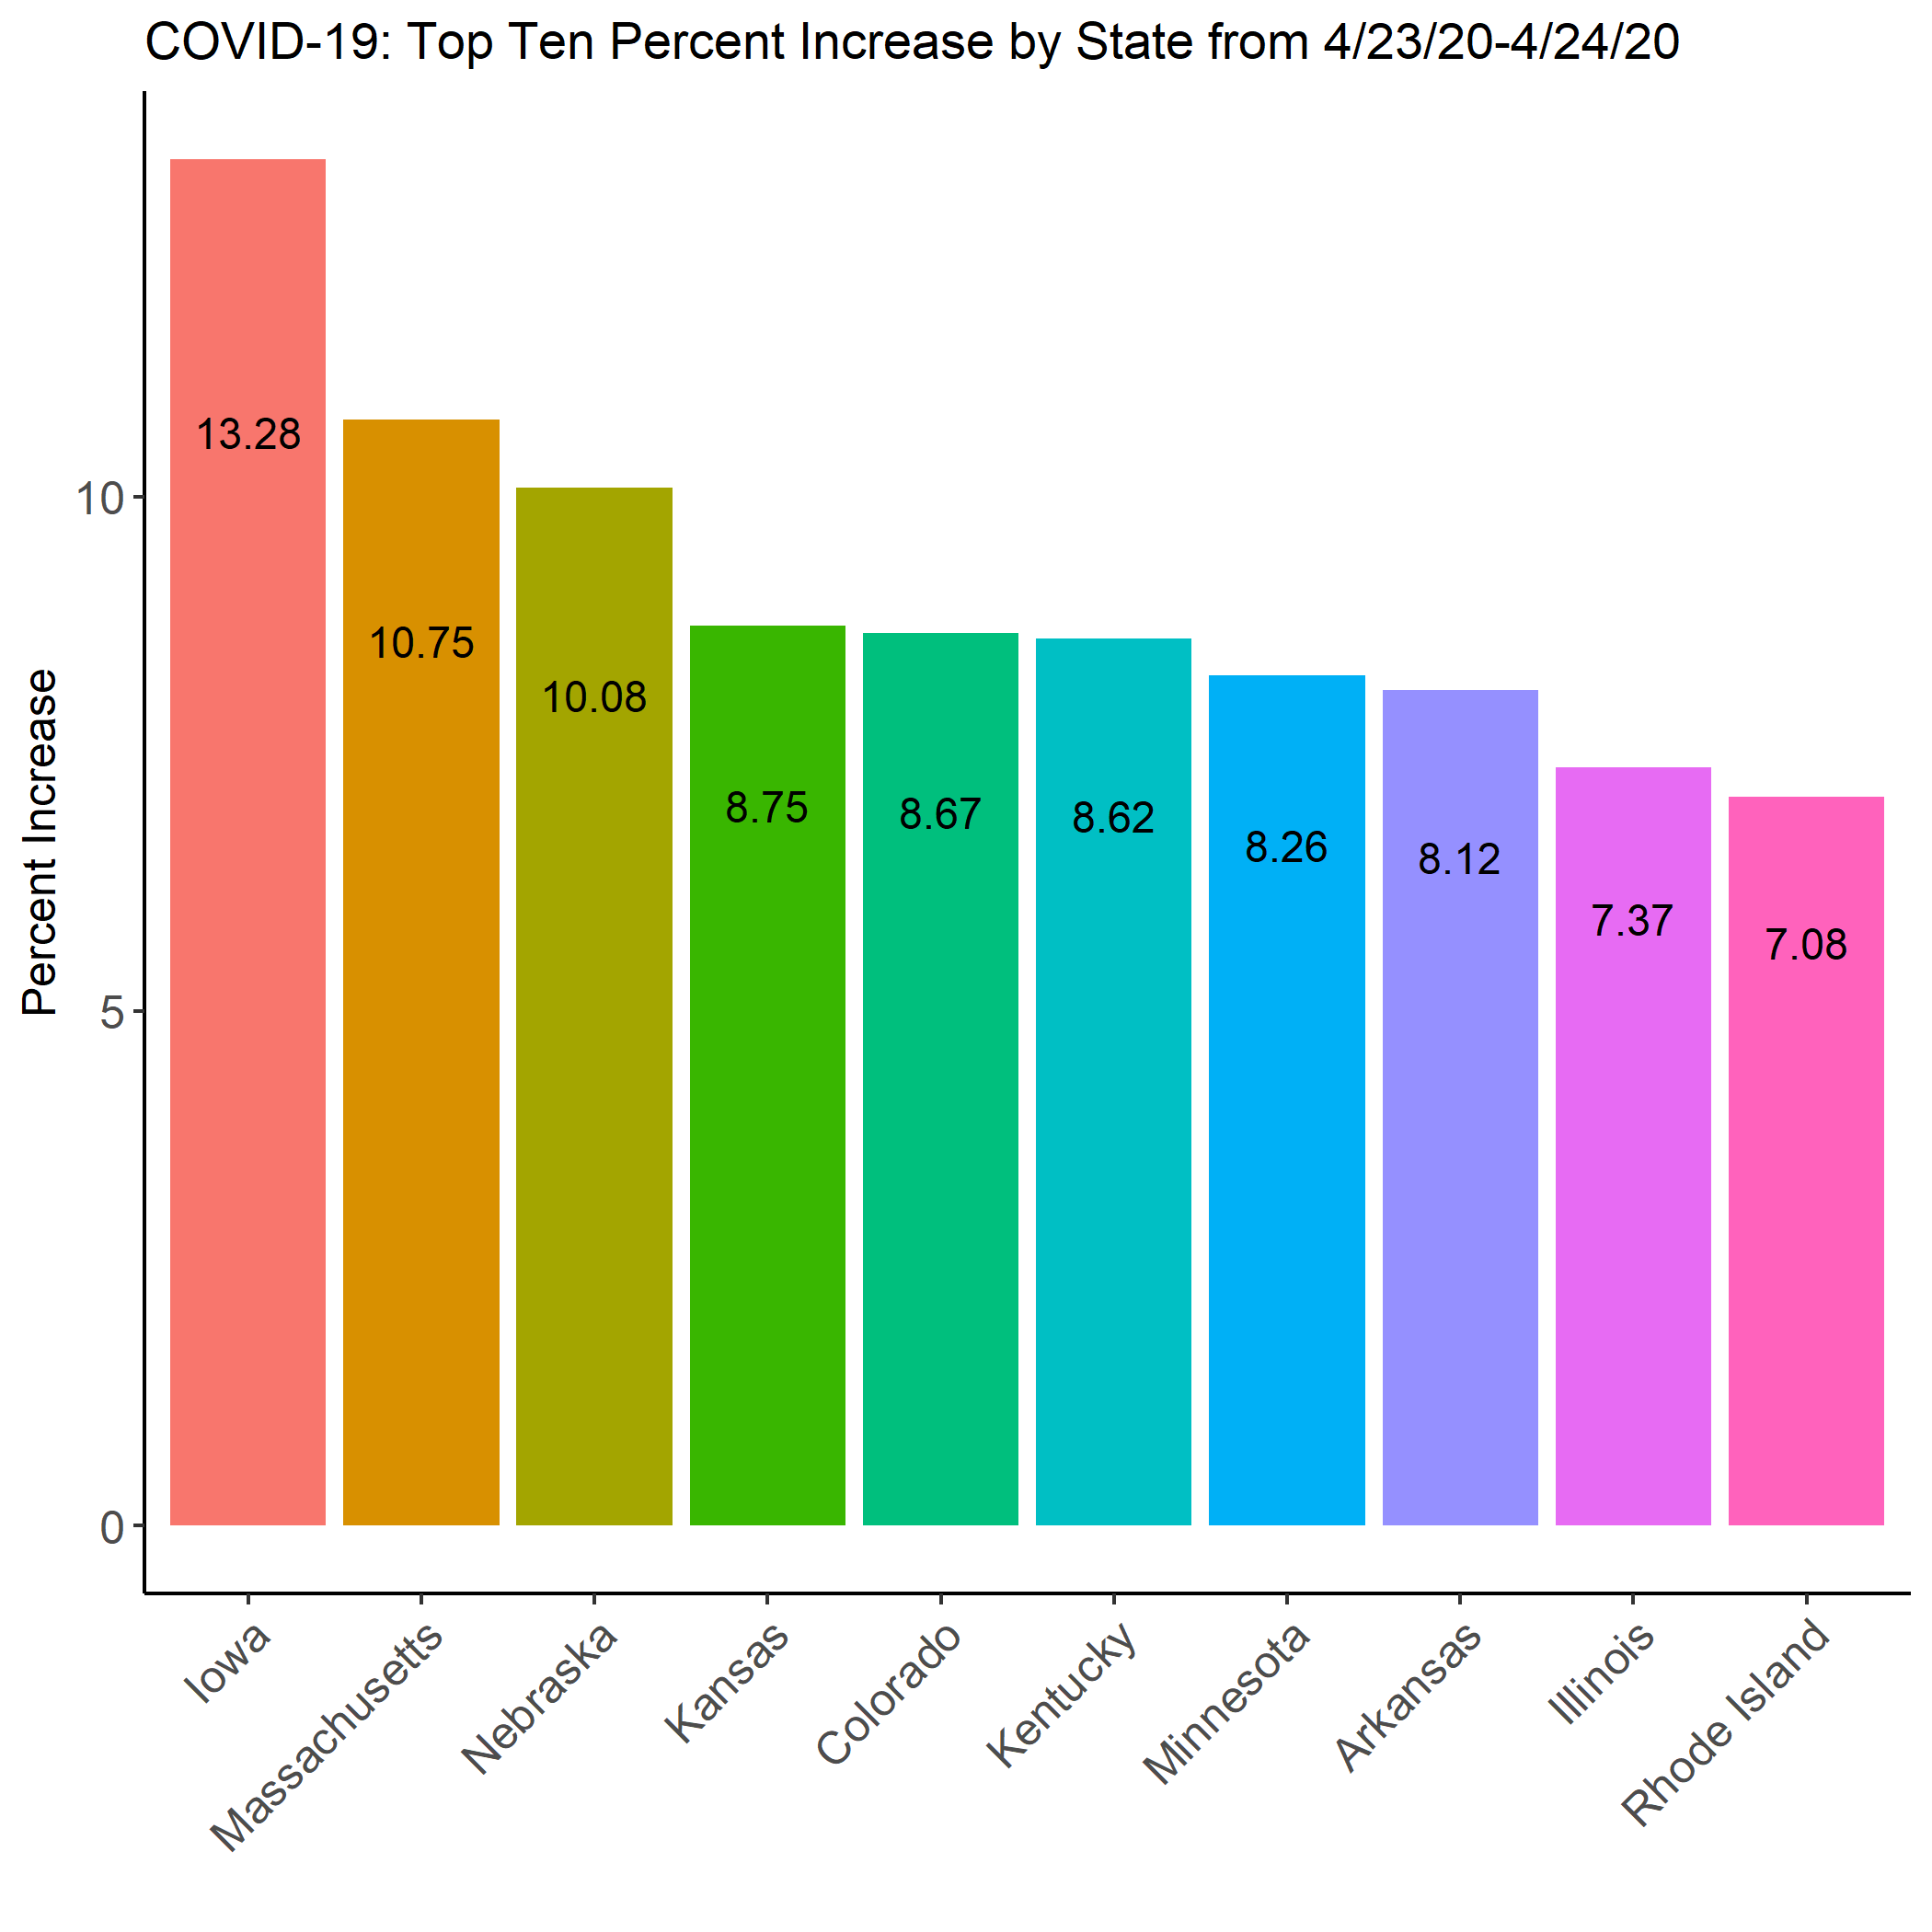 COVID-19: Top Ten Percent Increase by State from 4/23/20-4/24/20
Percent Increase
10
5
0
13.28
10.75
10.08
8.75
8.67
8.62
8.26
8.12
7.37
7.08
Iowa
Massachusetts
Nebraska
Kansas
Colorado
Kentucky
Minnesota
Arkansas
Illinois
Rhode Island